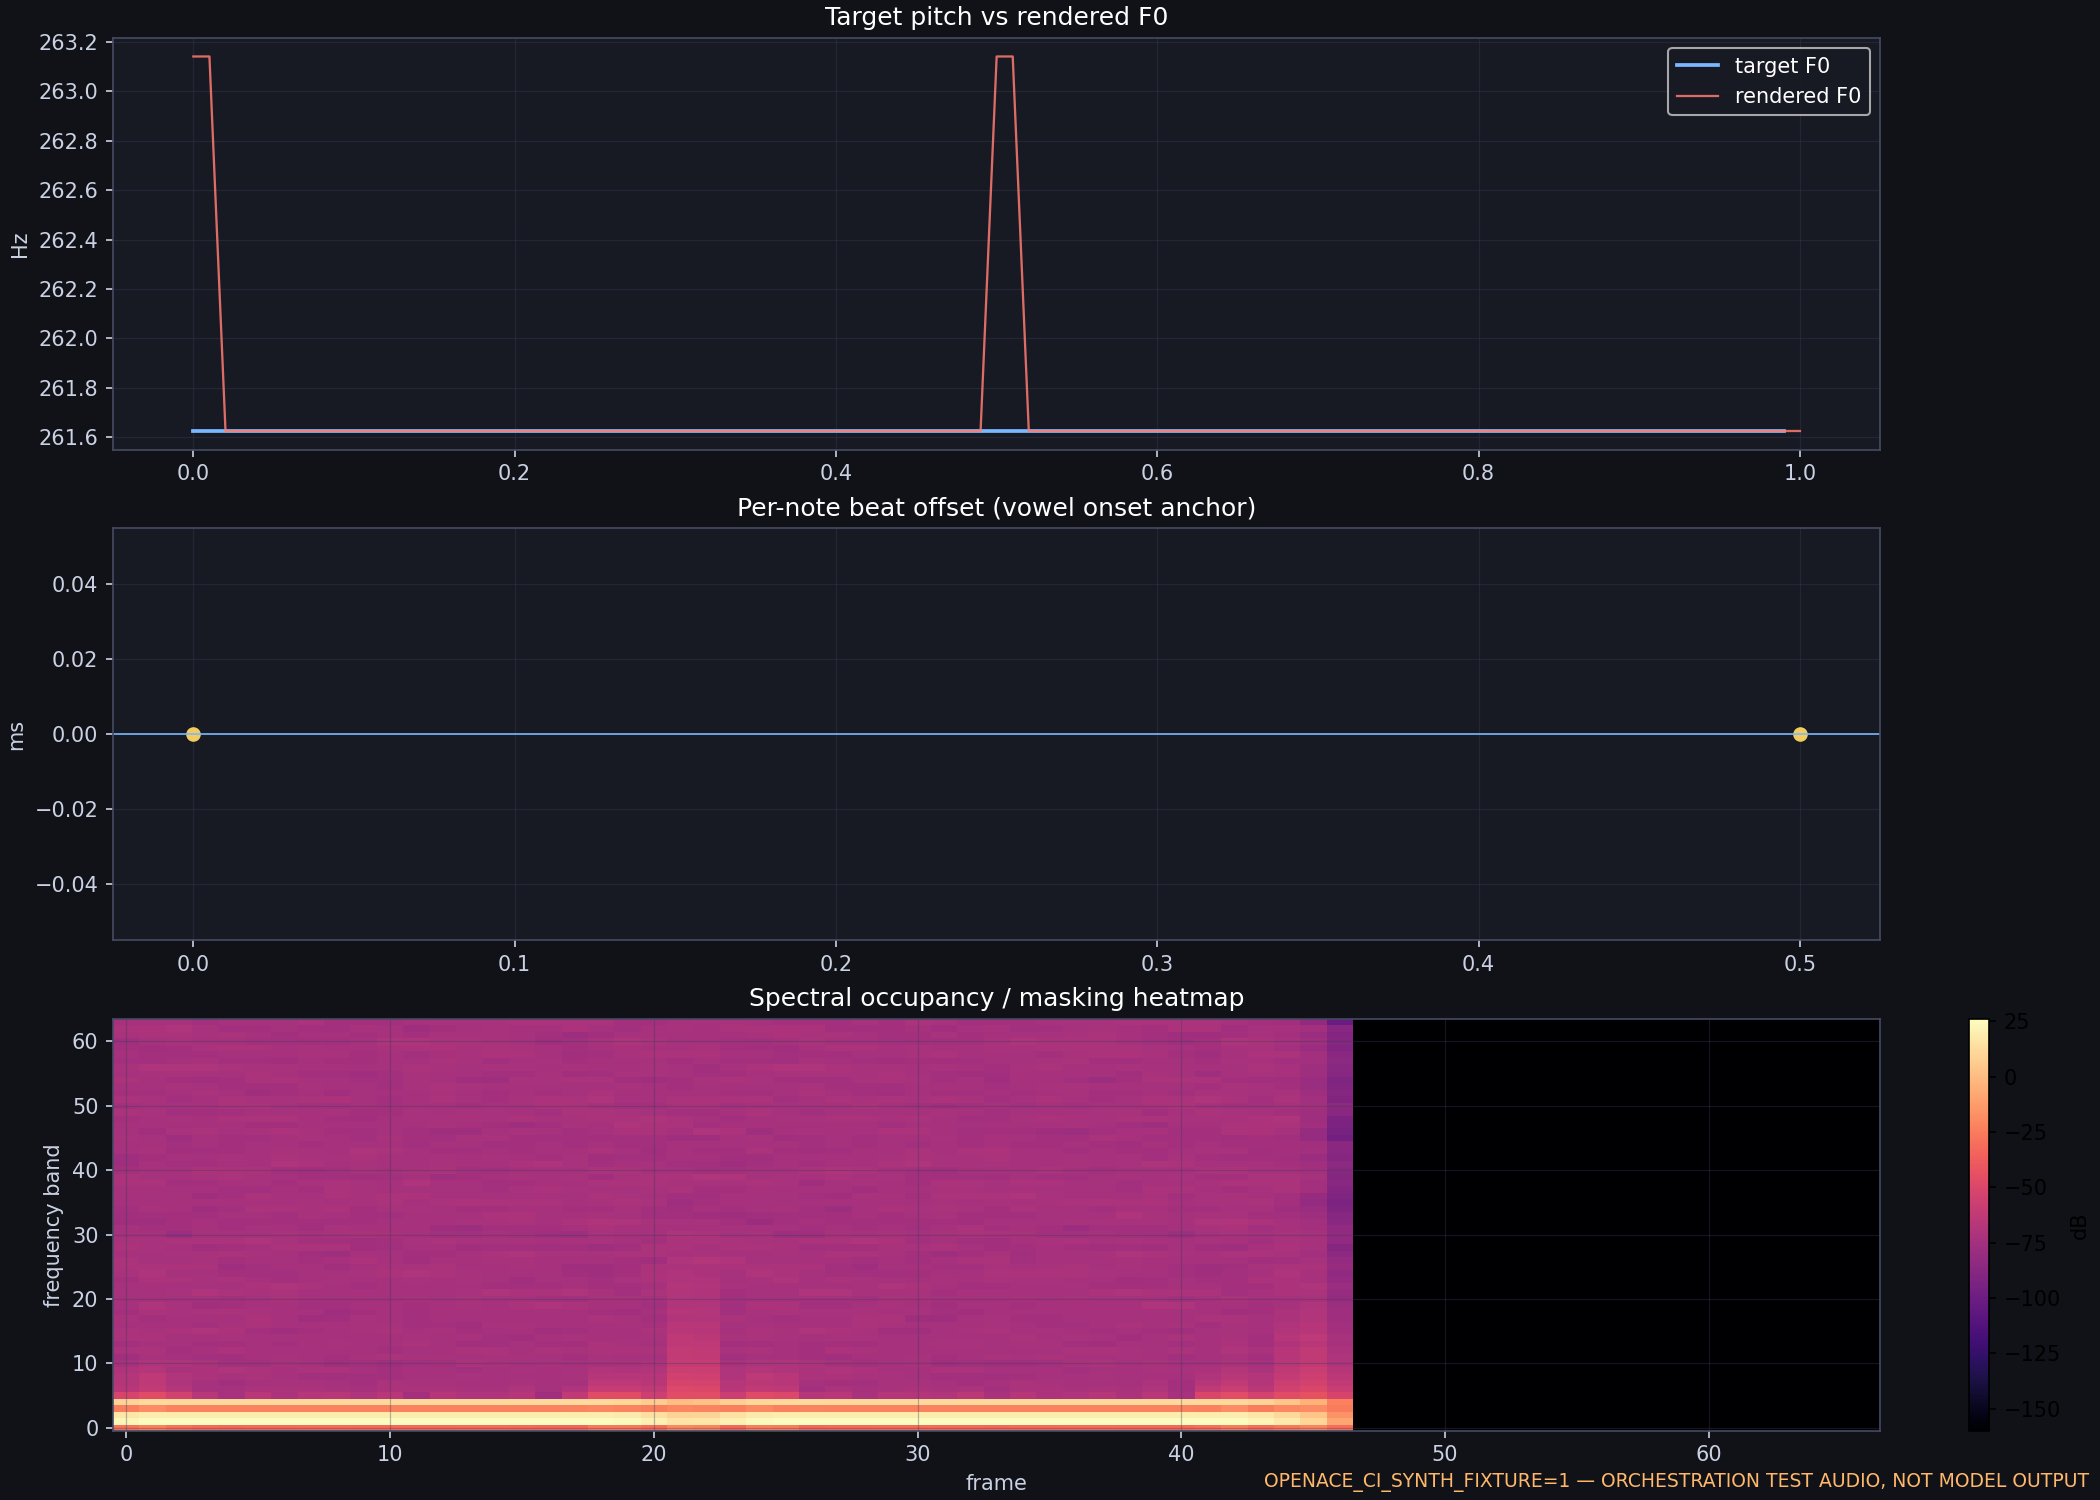 Target pitch vs rendered F0
263.2
263.0
262.8
262.6
262.4
262.2
262.0
261.8
261.6
Hz
target F0
rendered F0
0.0 0.2 0.4 0.6 0.8 1.0
Per-note beat offset (vowel onset anchor)
0.04
0.02
0.00
−0.02
−0.04
ms
0.0 0.1 0.2 0.3 0.4 0.5
Spectral occupancy / masking heatmap
60
50
40
30
20
10
0
frequency band
0 10 20 30 40 50 60
frame
25
0
−25
−50
−75
−100
−125
−150
dB
OPENACE_CI_SYNTH_FIXTURE=1 — ORCHESTRATION TEST AUDIO, NOT MODEL OUTPUT